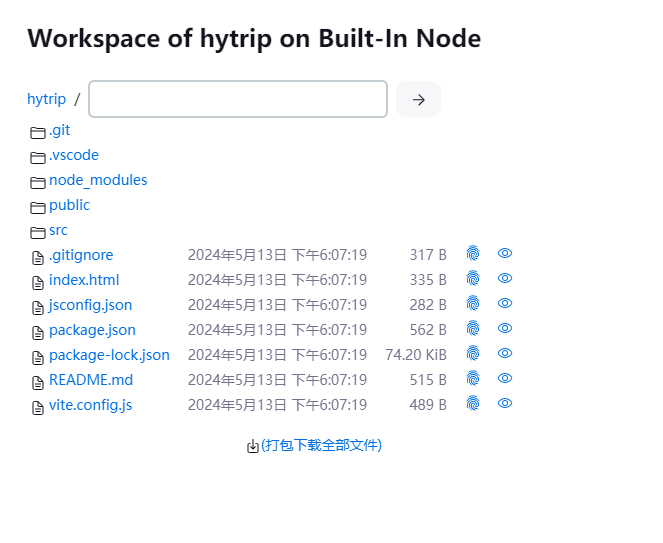 Workspace of hytrip on Built-In Node
hytrip /
.git
.vscode
node_modules
public
src
.gitignore 2024年5月13日 下午6:07:19 317 B
index.html 2024年5月13日 下午6:07:19 335 B
jsconfig.json 2024年5月13日 下午6:07:19 282 B
package.json 2024年5月13日 下午6:07:19 562 B
package-lock.json 2024年5月13日 下午6:07:19 74.20 KiB
README.md 2024年5月13日 下午6:07:19 515 B
vite.config.js 2024年5月13日 下午6:07:19 489 B
(打包下载全部文件)